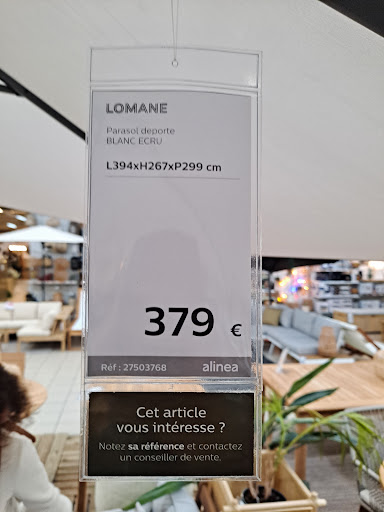 LOMANE
Parasol deporte
BLANC ECRU
L394xH267xP299 cm
379 €
Réf : 27503768 alinea
Cet article
vous intéresse ?
Notez sa référence et contactez
un conseiller de vente.